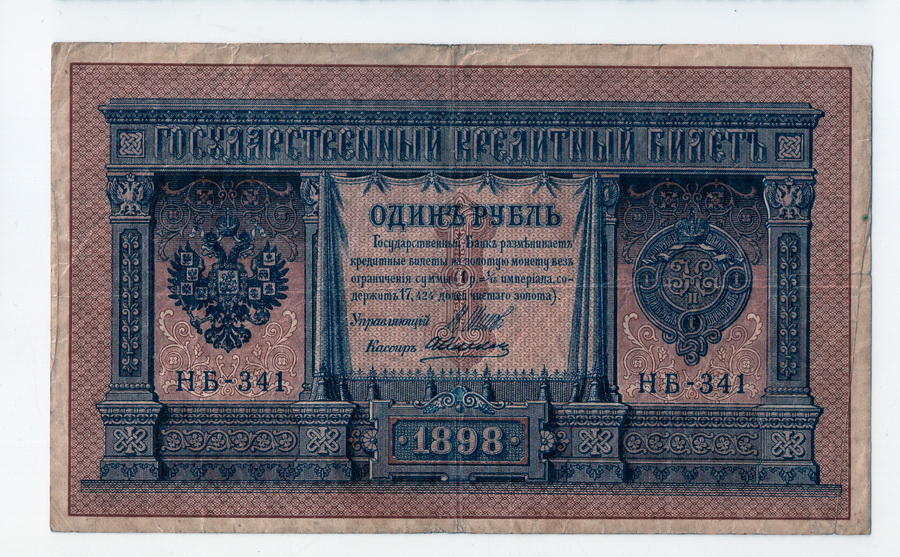 ГОСУДАРСТВЕННЫЙ КРЕДИТНЫЙ БИЛЕТЪ
ОДИНЪ РУБЛЬ
Государственный Банкъ размѣниваетъ
кредитные билеты на золотую монету безъ
ограниченія суммы (1 р. = 1/15 имперіала, со-
держитъ 17,424 долей чистаго золота).
Управляющій
Кассиръ
НБ-341
НБ-341
1898